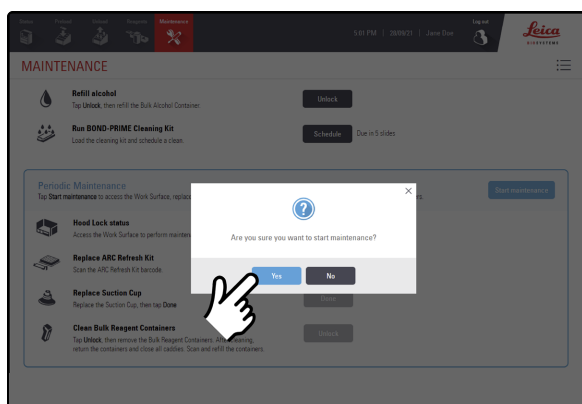 Status
Protocol
Reagents
Maintenance
5:01 PM | 28/09/21 | Jane Doe
Log out
Leica
BIOSYSTEMS
MAINTENANCE
Refill alcohol
Tap Unlock, then refill the Bulk Alcohol Container.
Unlock
Run BOND-PRIME Cleaning Kit
Load the cleaning kit and schedule a clean.
Schedule
Due in 5 slides
Periodic Maintenance
Tap Start maintenance to access the Work Surface, replace
ers.
Start maintenance
Are you sure you want to start maintenance?
Yes
No
Hood Lock status
Access the Work Surface to perform mainten
Replace ARC Refresh Kit
Scan the ARC Refresh Kit barcode.
Replace Suction Cup
Replace the Suction Cup, then tap Done
Done
Clean Bulk Reagent Containers
Tap Unlock, then remove the Bulk Reagent Containers. After cleaning,
return the containers and close all caddies. Scan and refill the containers.
Unlock